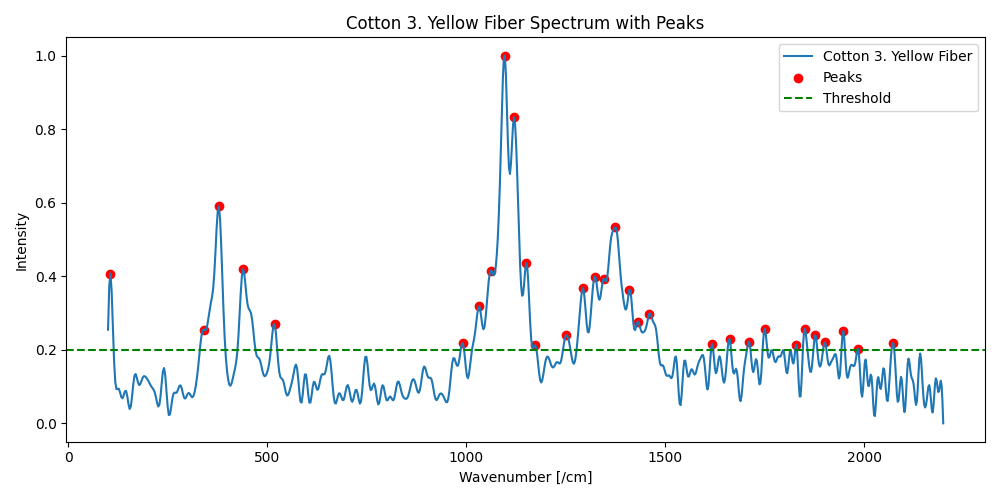 Cotton 3. Yellow Fiber Spectrum with Peaks
Cotton 3. Yellow Fiber
Peaks
Threshold
Intensity
1.0
0.8
0.6
0.4
0.2
0.0
0 500 1000 1500 2000
Wavenumber [/cm]